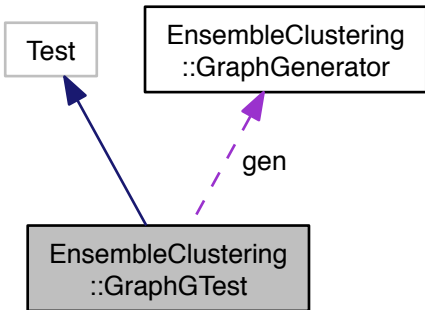 Test
EnsembleClustering
::GraphGenerator
gen
EnsembleClustering
::GraphGTest